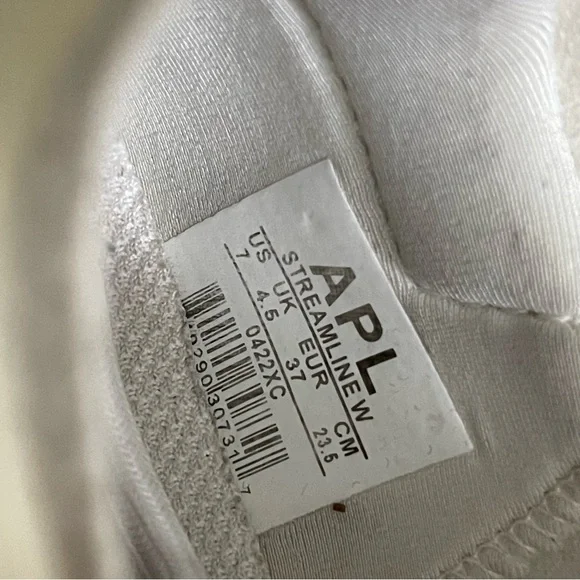 APL
STREAMLINE W
US UK EUR CM
7 4.5 37 23.5
0422XC